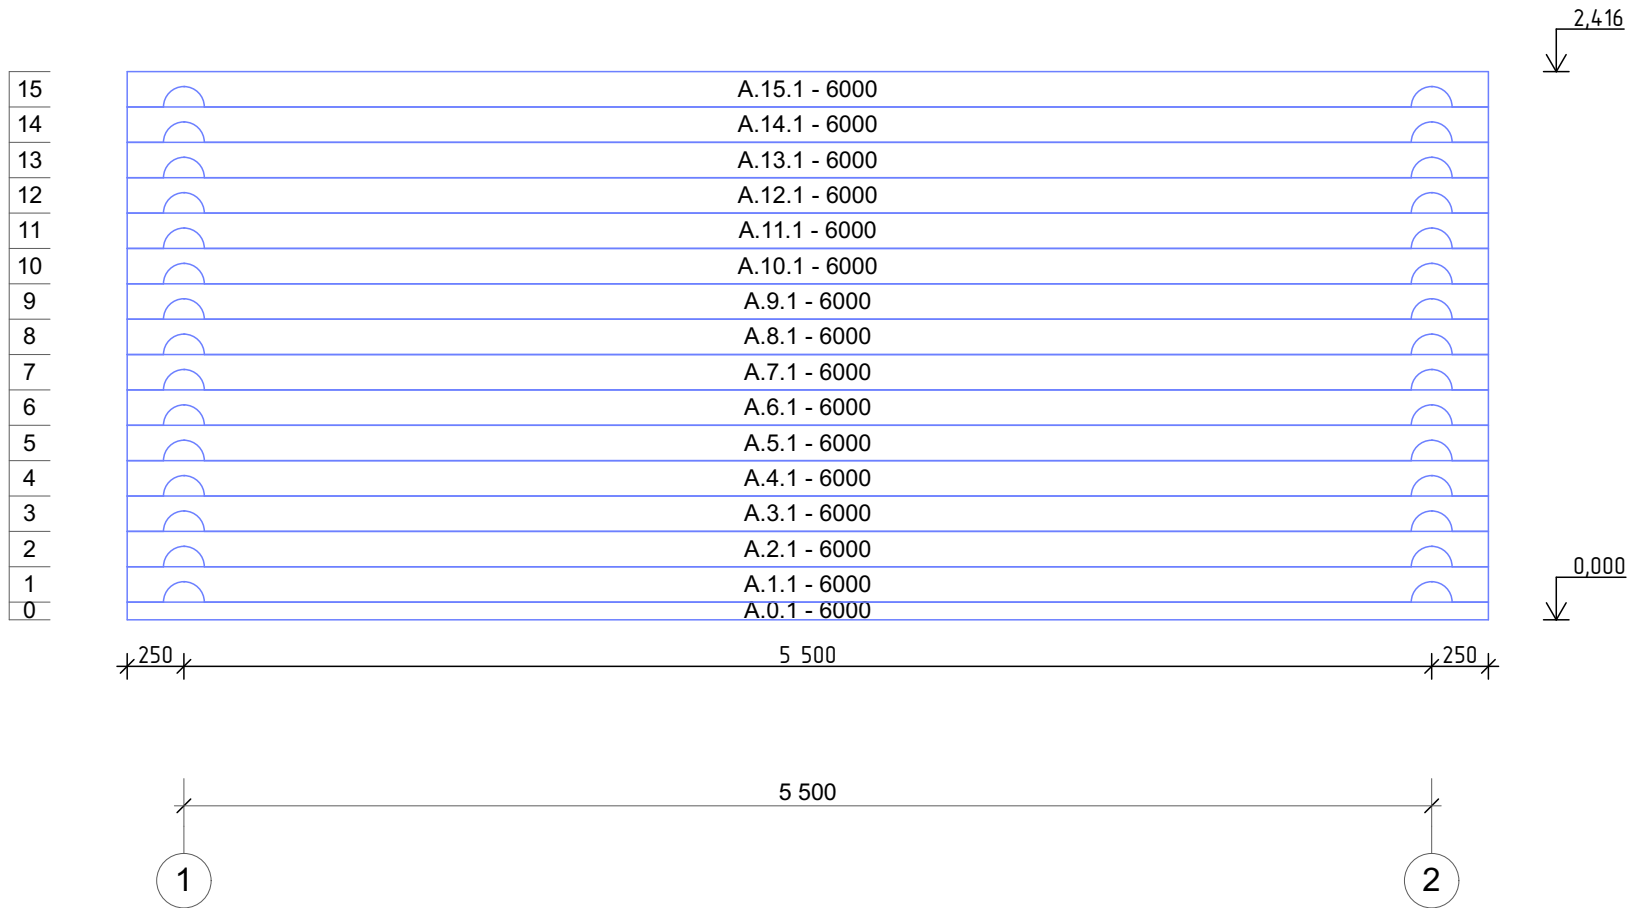 2,416
15 A.15.1 - 6000
14 A.14.1 - 6000
13 A.13.1 - 6000
12 A.12.1 - 6000
11 A.11.1 - 6000
10 A.10.1 - 6000
9 A.9.1 - 6000
8 A.8.1 - 6000
7 A.7.1 - 6000
6 A.6.1 - 6000
5 A.5.1 - 6000
4 A.4.1 - 6000
3 A.3.1 - 6000
2 A.2.1 - 6000
0,000
1 A.1.1 - 6000
0 A.0.1 - 6000
250 5 500 250
5 500
1 2